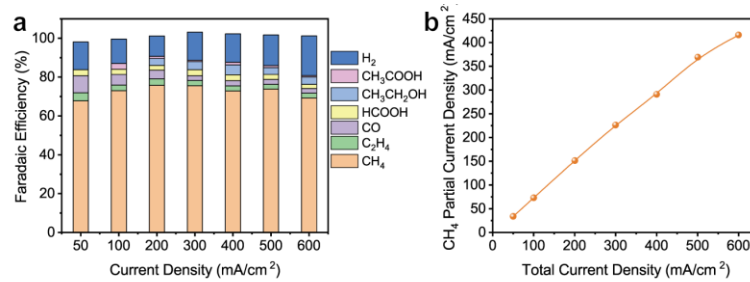 a
Faradaic Efficiency (%)
100
80
60
40
20
0
50 100 200 300 400 500 600
Current Density (mA/cm²)
H₂
CH₃COOH
CH₃CH₂OH
HCOOH
CO
C₂H₄
CH₄
b
CH₄ Partial Current Density (mA/cm²)
450
400
350
300
250
200
150
100
50
0
0 100 200 300 400 500 600
Total Current Density (mA/cm²)